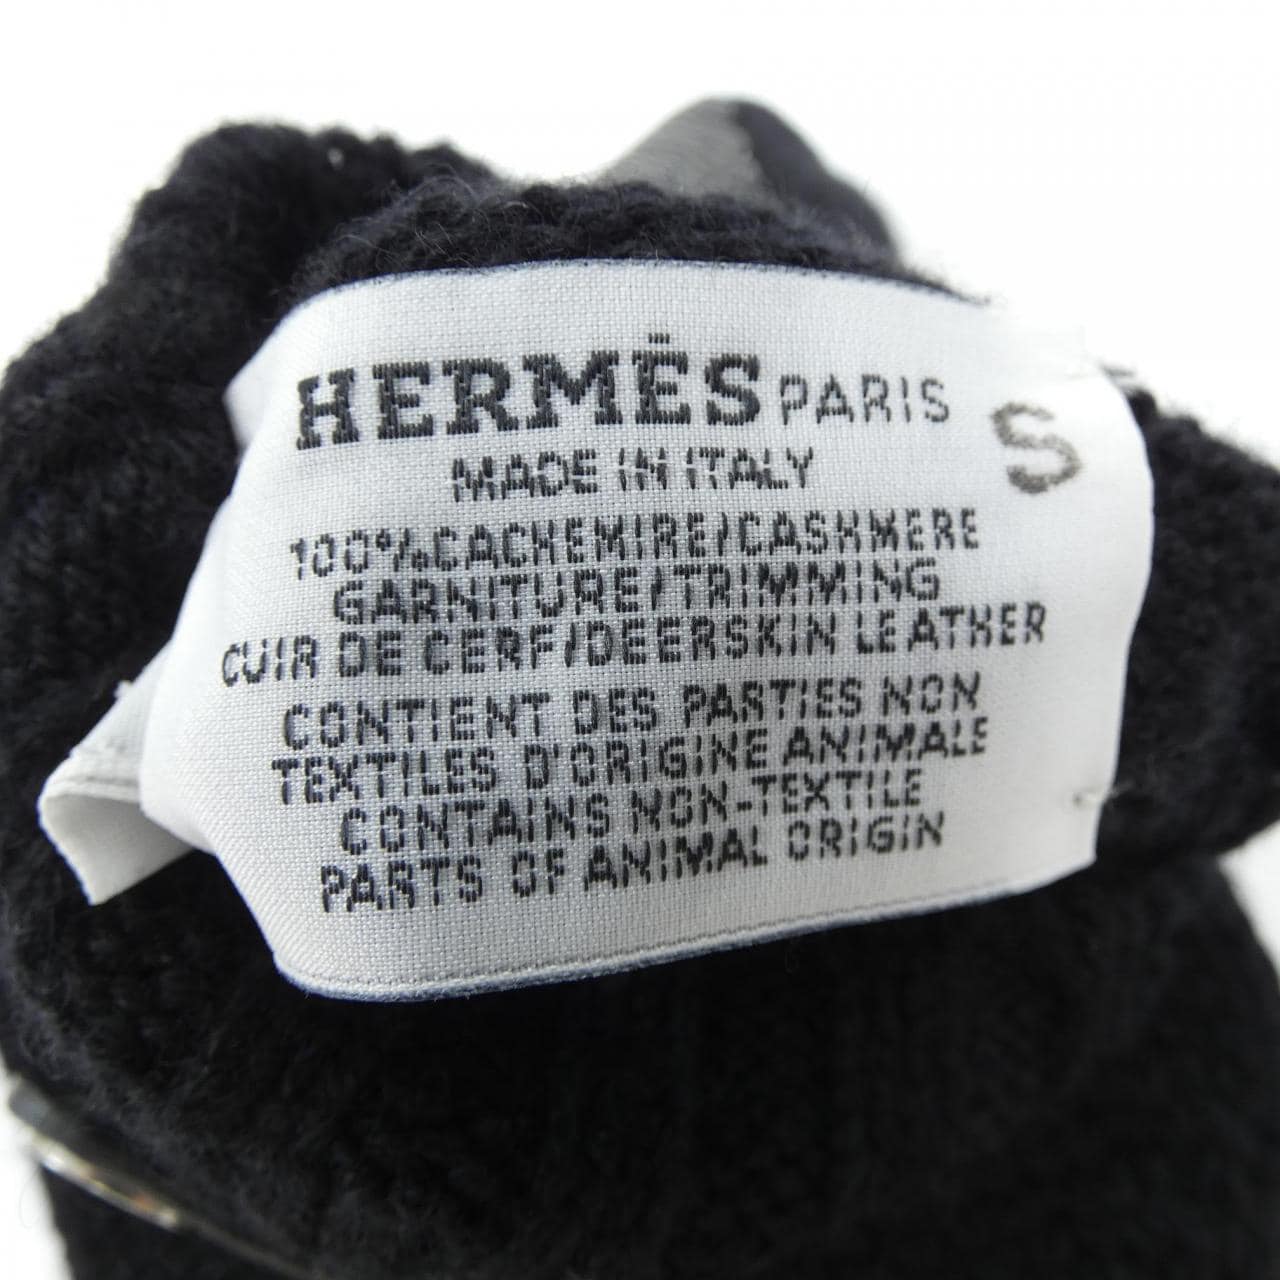 HERMÈS PARIS
S
MADE IN ITALY
100%CACHEMIRE/CASHMERE
GARNITURE/TRIMMING
CUIR DE CERF/DEERSKIN LEATHER
CONTIENT DES PARTIES NON
TEXTILES D'ORIGINE ANIMALE
CONTAINS NON-TEXTILE
PARTS OF ANIMAL ORIGIN